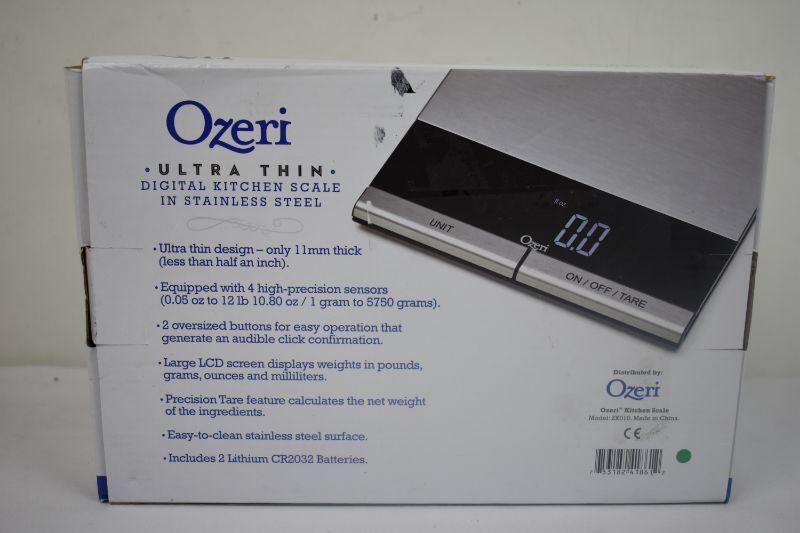 Ozeri
• ULTRA THIN •
DIGITAL KITCHEN SCALE
IN STAINLESS STEEL
• Ultra thin design – only 11mm thick
(less than half an inch).
• Equipped with 4 high-precision sensors
(0.05 oz to 12 lb 10.80 oz / 1 gram to 5750 grams).
• 2 oversized buttons for easy operation that
generate an audible click confirmation.
• Large LCD screen displays weights in pounds,
grams, ounces and milliliters.
• Precision Tare feature calculates the net weight
of the ingredients.
• Easy-to-clean stainless steel surface.
• Includes 2 Lithium CR2032 Batteries.
fl oz
0.0
UNIT
Ozeri
ON / OFF / TARE
Distributed by:
Ozeri
Ozeri™ Kitchen Scale
Model: ZK010. Made in China.
CE